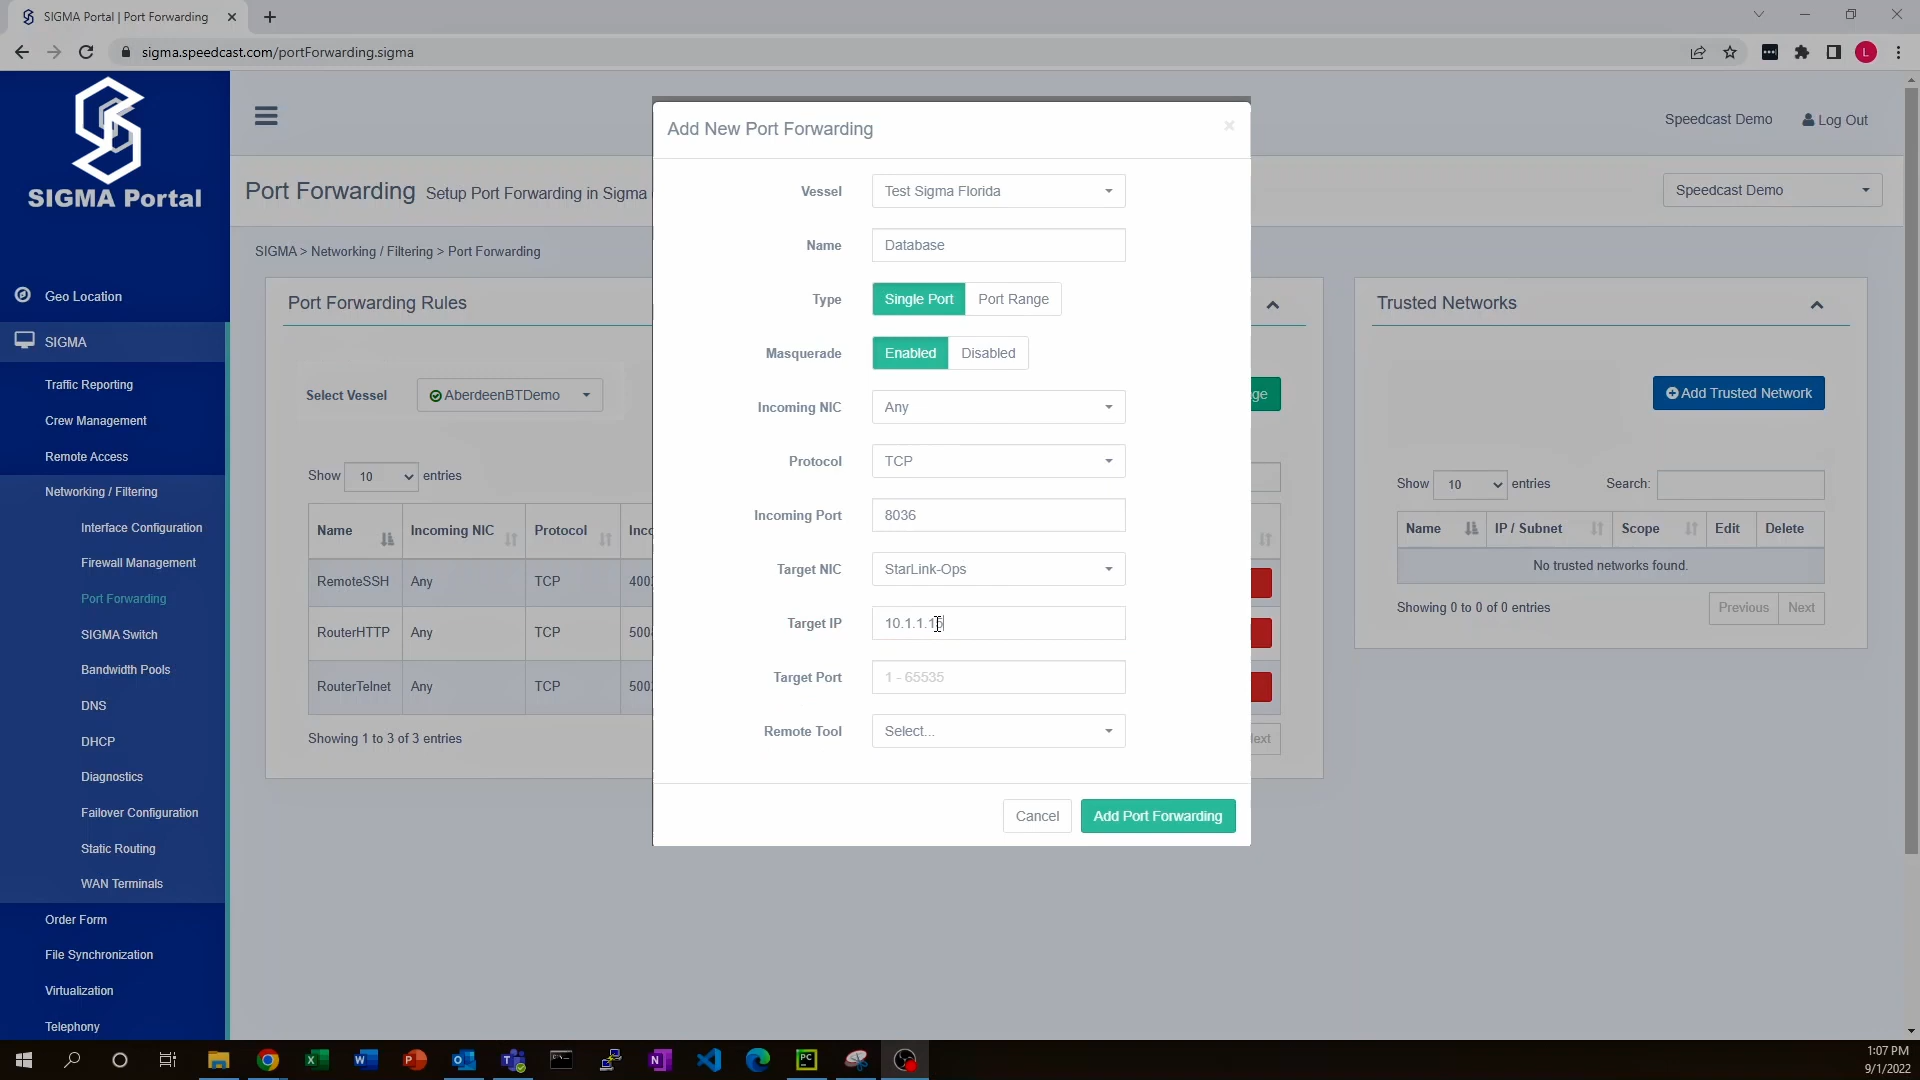 SIGMA Portal | Port Forwarding
sigma.speedcast.com/portForwarding.sigma
L
SIGMA Portal
Geo Location
SIGMA
Traffic Reporting
Crew Management
Remote Access
Networking / Filtering
Interface Configuration
Firewall Management
Port Forwarding
SIGMA Switch
Bandwidth Pools
DNS
DHCP
Diagnostics
Failover Configuration
Static Routing
WAN Terminals
Order Form
File Synchronization
Virtualization
Telephony
Speedcast Demo Log Out
Port Forwarding Setup Port Forwarding in Sigma
Speedcast Demo
SIGMA > Networking / Filtering > Port Forwarding
Port Forwarding Rules
Select Vessel AberdeenBTDemo
Show 10 entries
Name Incoming NIC Protocol Inco
RemoteSSH Any TCP 400
RouterHTTP Any TCP 500
RouterTelnet Any TCP 500
Showing 1 to 3 of 3 entries
Add New Port Forwarding
Vessel Test Sigma Florida
Name Database
Type Single Port Port Range
Masquerade Enabled Disabled
Incoming NIC Any
Protocol TCP
Incoming Port 8036
Target NIC StarLink-Ops
Target IP
Target Port 1 - 65535
Remote Tool Select...
Cancel Add Port Forwarding
ge
ext
Trusted Networks
Add Trusted Network
Show 10 entries Search:
Name IP / Subnet Scope Edit Delete
No trusted networks found.
Showing 0 to 0 of 0 entries Previous Next
1:07 PM
9/1/2022